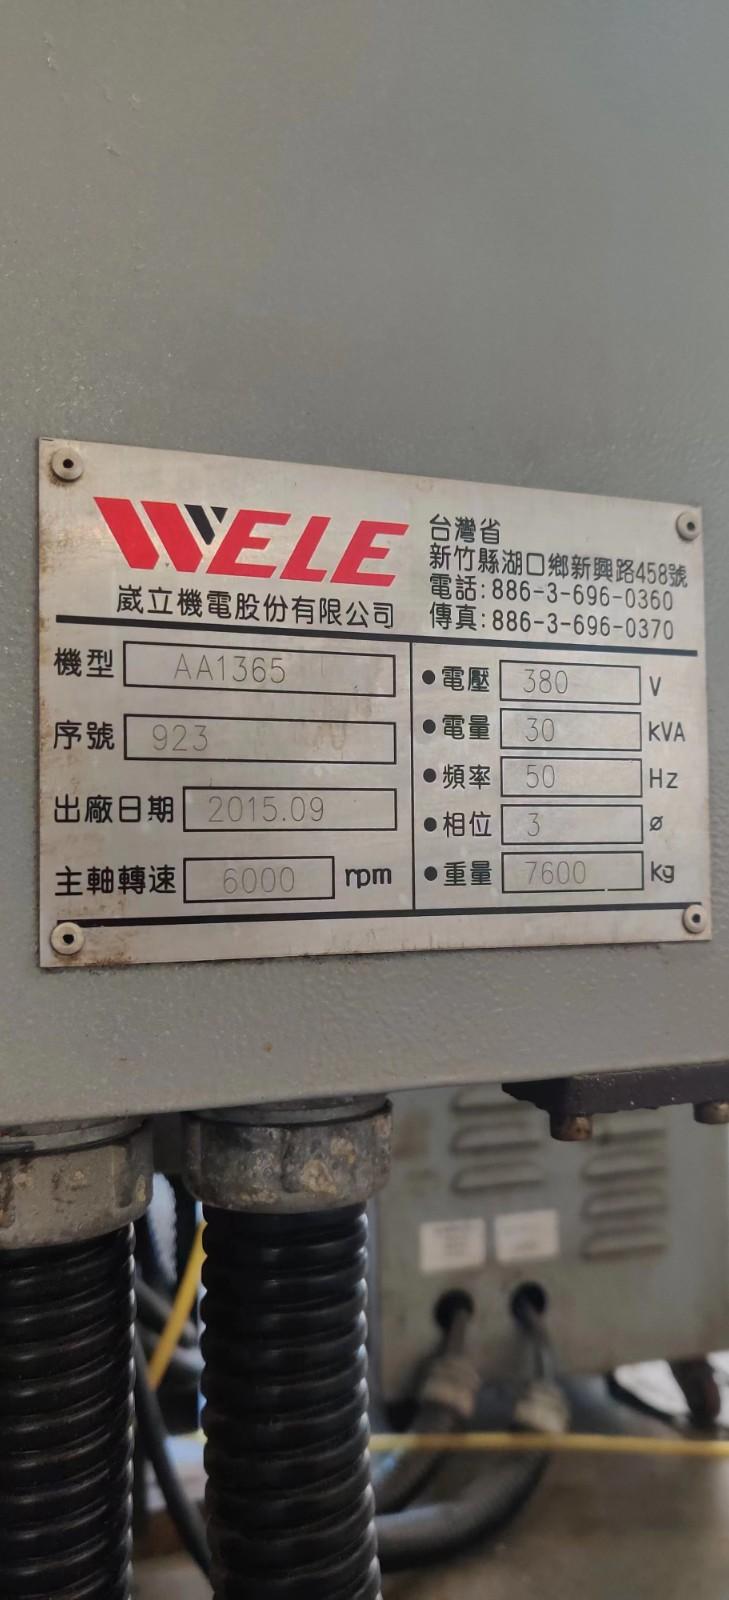 WELE
崴立機電股份有限公司
台灣省
新竹縣湖口鄉新興路458號
電話:886-3-696-0360
傳真:886-3-696-0370
機型 AA1365
序號 923
出廠日期 2015.09
主軸轉速 6000 rpm
●電壓 380 V
●電量 30 kVA
●頻率 50 Hz
●相位 3 ø
●重量 7600 kg